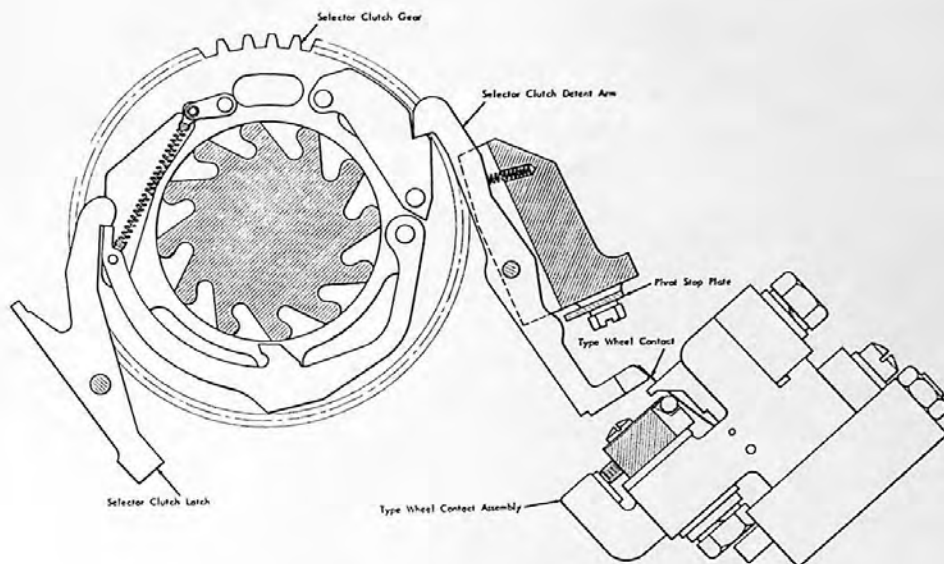 Selector Clutch Gear
Selector Clutch Detent Arm
Pivot Stop Plate
Type Wheel Contact
Selector Clutch Latch
Type Wheel Contact Assembly